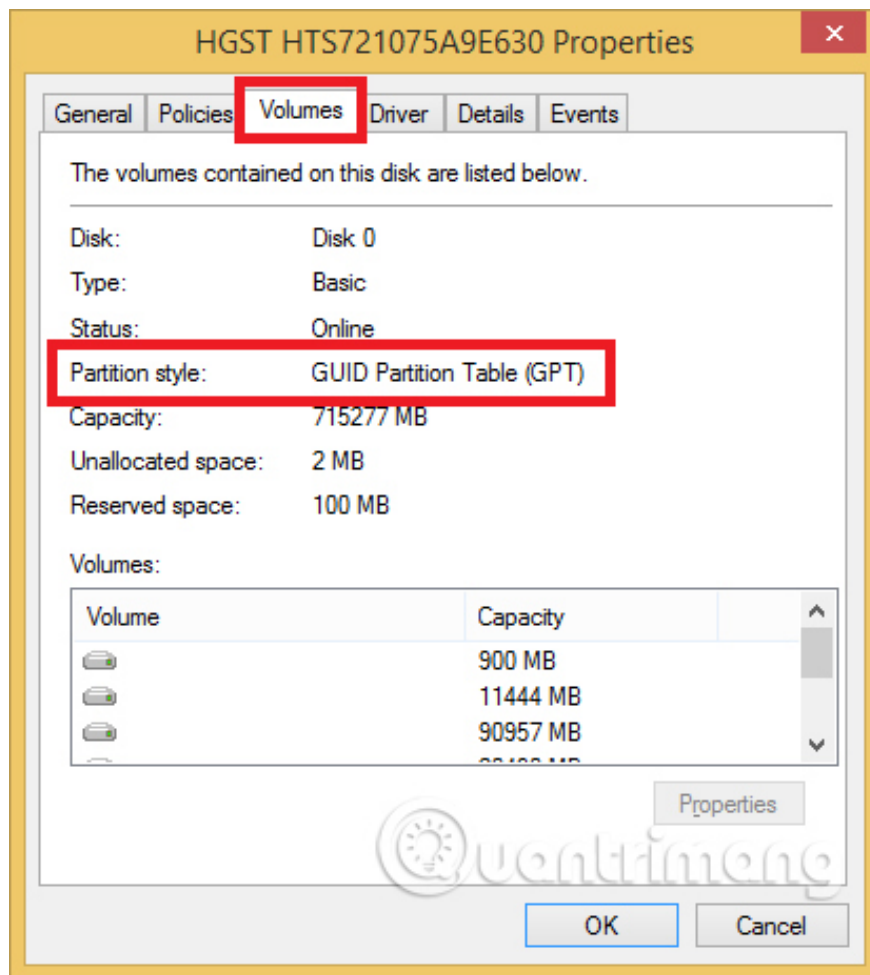 HGST HTS721075A9E630 Properties
General Policies Volumes Driver Details Events
The volumes contained on this disk are listed below.
Disk: Disk 0
Type: Basic
Status: Online
Partition style: GUID Partition Table (GPT)
Capacity: 715277 MB
Unallocated space: 2 MB
Reserved space: 100 MB
Volumes:
Volume Capacity
900 MB
11444 MB
90957 MB
Properties
Quantrimang
OK Cancel